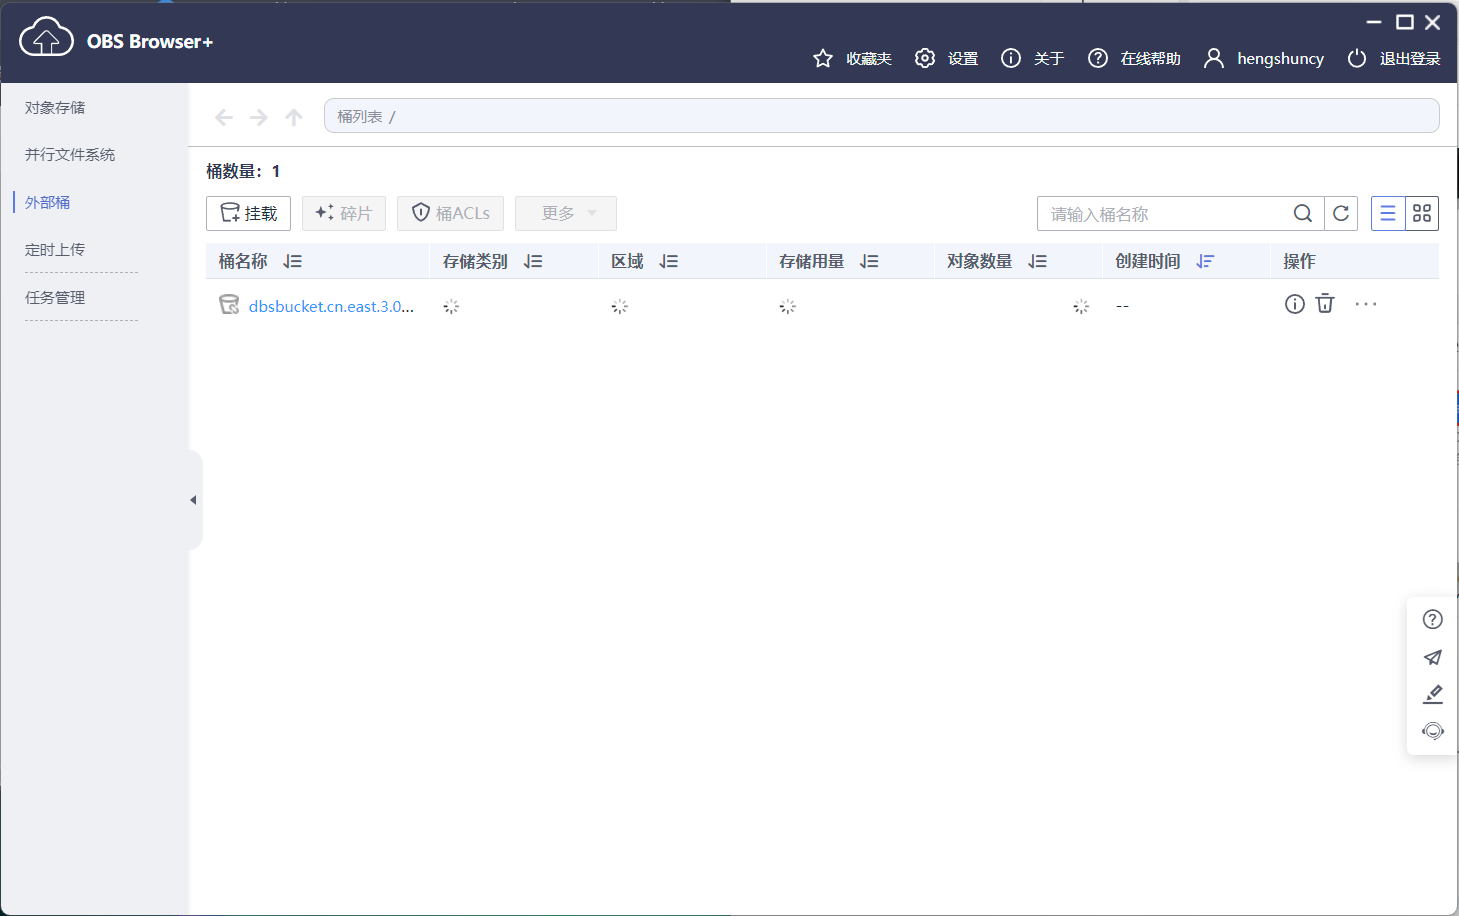 OBS Browser+
收藏夹 设置 关于 在线帮助 hengshuncy 退出登录
对象存储
并行文件系统
外部桶
定时上传
任务管理
桶列表 /
桶数量：1
挂载 碎片 桶ACLs 更多 请输入桶名称
桶名称 存储类别 区域 存储用量 对象数量 创建时间 操作
dbsbucket.cn.east.3.0... --